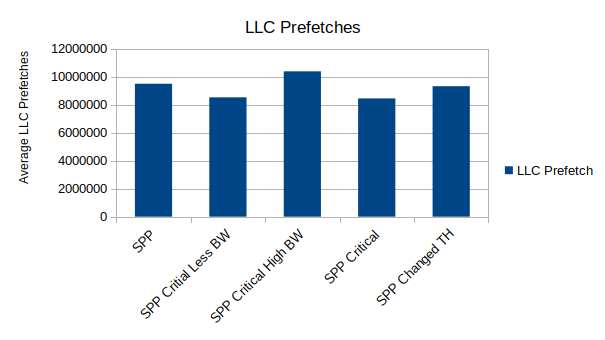 LLC Prefetches
Average LLC Prefetches
12000000
10000000
8000000
6000000
4000000
2000000
0
SPP
SPP Critial Less BW
SPP Critical High BW
SPP Critical
SPP Changed TH
LLC Prefetch